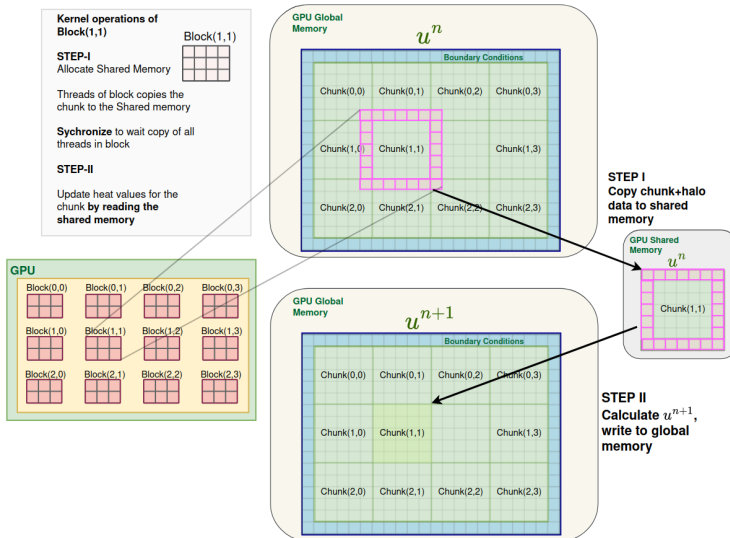 Kernel operations of
Block(1,1)
Block(1,1)
STEP-I
Allocate Shared Memory
Threads of block copies the
chunk to the Shared memory
Sychronize to wait copy of all
threads in block
STEP-II
Update heat values for the
chunk by reading the
shared memory
GPU Global
Memory
u^n
Boundary Conditions
Chunk(0,0) Chunk(0,1) Chunk(0,2) Chunk(0,3)
Chunk(1,0) Chunk(1,1) Chunk(1,3)
Chunk(2,0) Chunk(2,1) Chunk(2,2) Chunk(2,3)
STEP I
Copy chunk+halo
data to shared
memory
GPU Shared
Memory
u^n
Chunk(1,1)
GPU
Block(0,0) Block(0,1) Block(0,2) Block(0,3)
Block(1,0) Block(1,1) Block(1,2) Block(1,3)
Block(2,0) Block(2,1) Block(2,2) Block(2,3)
GPU Global
Memory
u^{n+1}
Boundary Conditions
Chunk(0,0) Chunk(0,1) Chunk(0,2) Chunk(0,3)
Chunk(1,0) Chunk(1,1) Chunk(1,3)
Chunk(2,0) Chunk(2,1) Chunk(2,2) Chunk(2,3)
STEP II
Calculate u^{n+1},
write to global
memory